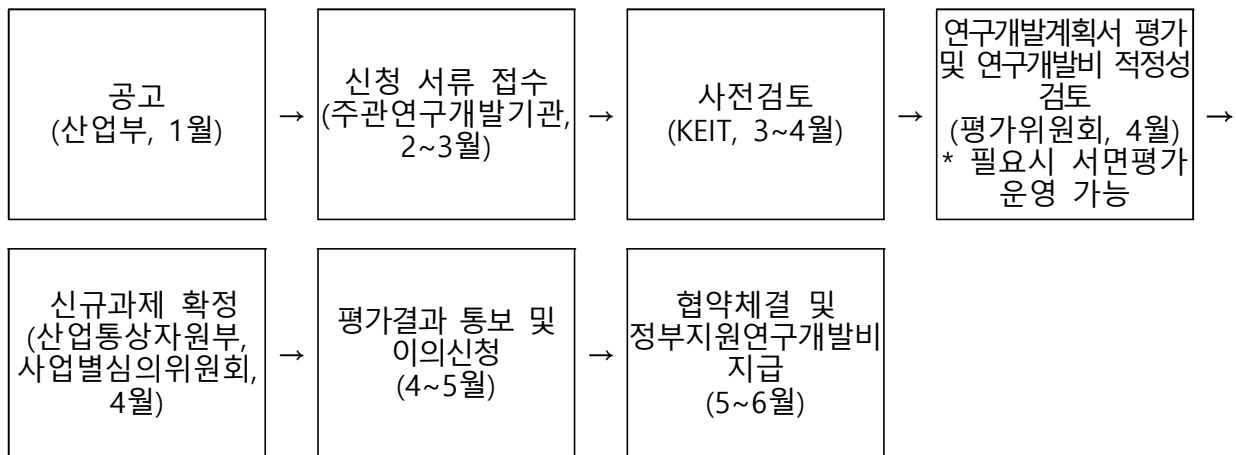 공고
(산업부, 1월)
→
신청 서류 접수
(주관연구개발기관,
2~3월)
→
사전검토
(KEIT, 3~4월)
→
연구개발계획서 평가
및 연구개발비 적정성
검토
(평가위원회, 4월)
* 필요시 서면평가
운영 가능
→
신규과제 확정
(산업통상자원부,
사업별심의위원회,
4월)
→
평가결과 통보 및
이의신청
(4~5월)
→
협약체결 및
정부지원연구개발비
지급
(5~6월)